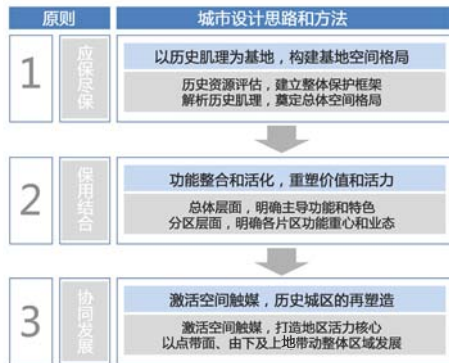 原则
城市设计思路和方法
1
应保尽保
以历史肌理为基地，构建基地空间格局
历史资源评估，建立整体保护框架
解析历史肌理，奠定总体空间格局
2
保用结合
功能整合和活化，重塑价值和活力
总体层面，明确主导功能和特色
分区层面，明确各片区功能重心和业态
3
协同发展
激活空间触媒，历史城区的再塑造
激活空间触媒，打造地区活力核心
以点带面、由下及上地带动整体区域发展